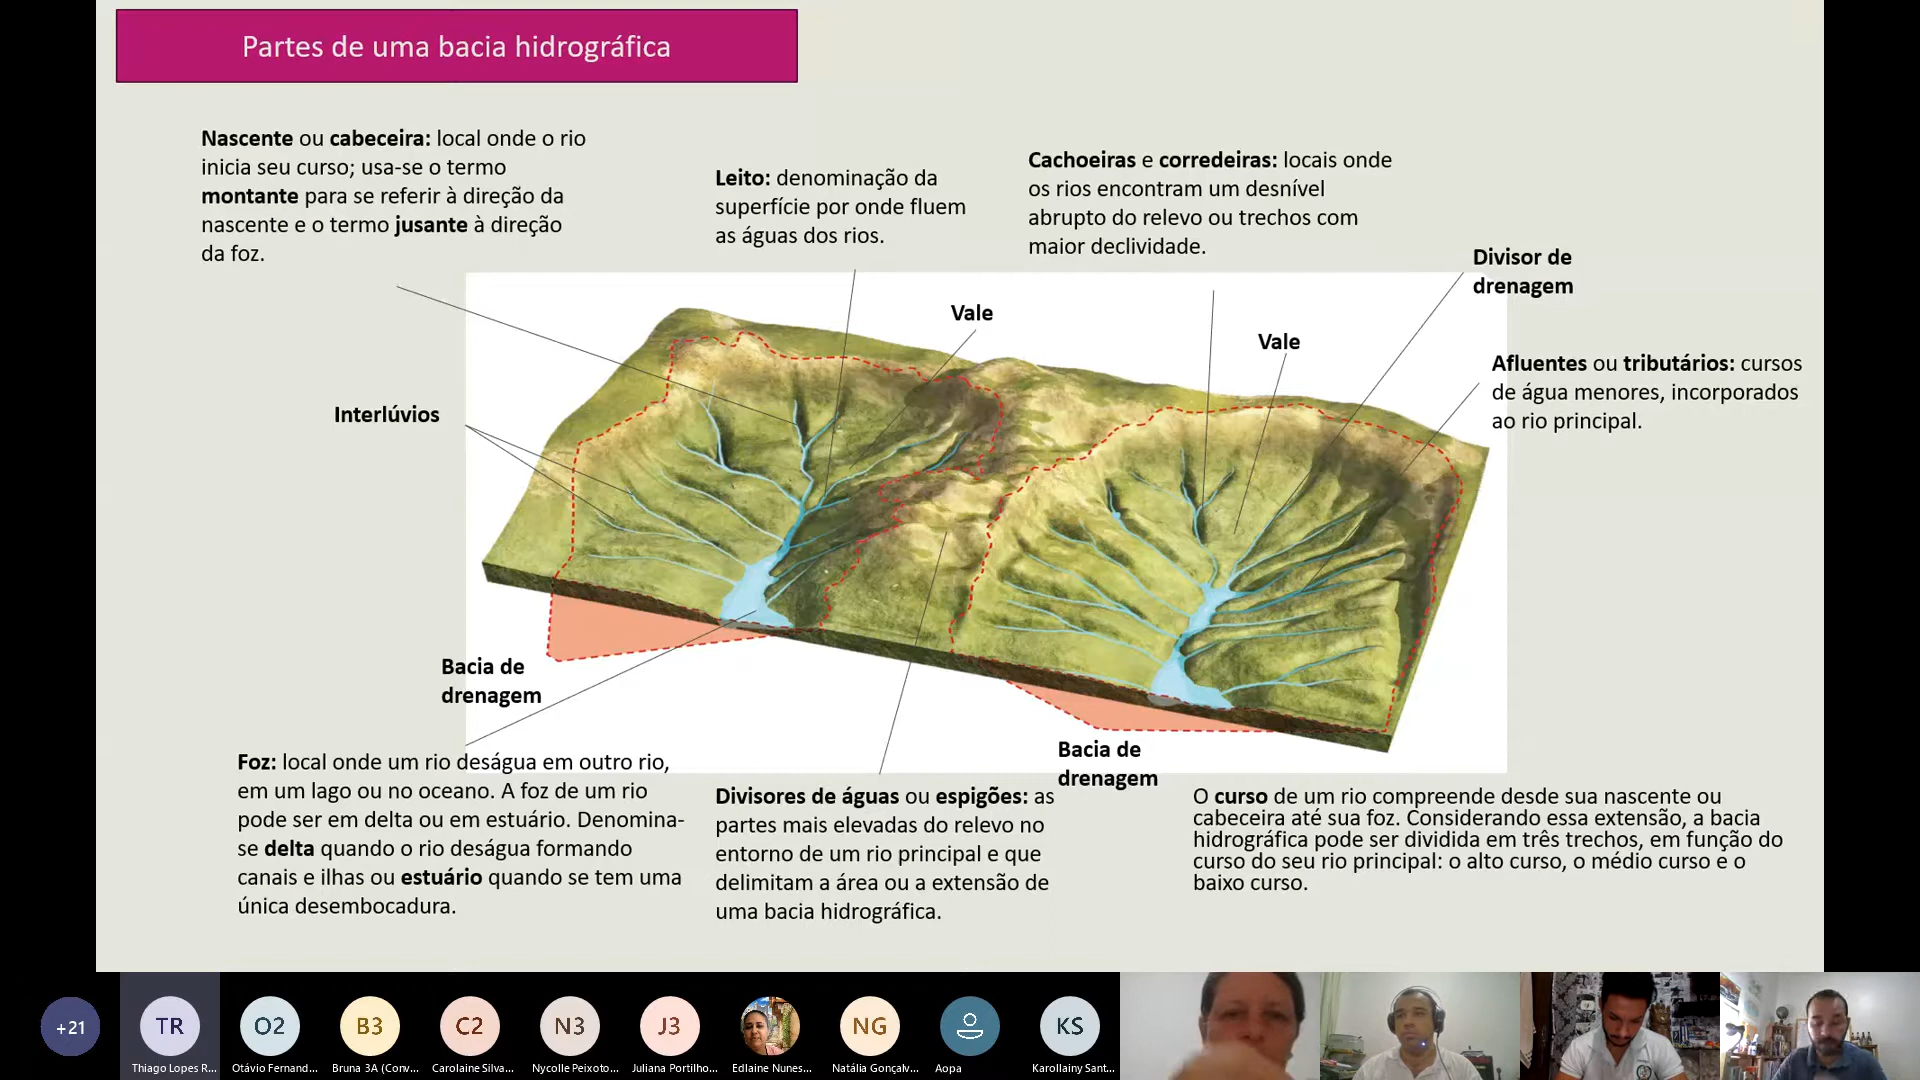 Partes de uma bacia hidrográfica
Nascente ou cabeceira: local onde o rio
inicia seu curso; usa-se o termo
montante para se referir à direção da
nascente e o termo jusante à direção
da foz.
Leito: denominação da
superfície por onde fluem
as águas dos rios.
Cachoeiras e corredeiras: locais onde
os rios encontram um desnível
abrupto do relevo ou trechos com
maior declividade.
Divisor de
drenagem
Vale
Vale
Afluentes ou tributários: cursos
de água menores, incorporados
ao rio principal.
Interlúvios
Bacia de
drenagem
Bacia de
drenagem
Foz: local onde um rio deságua em outro rio,
em um lago ou no oceano. A foz de um rio
pode ser em delta ou em estuário. Denomina-
se delta quando o rio deságua formando
canais e ilhas ou estuário quando se tem uma
única desembocadura.
Divisores de águas ou espigões: as
partes mais elevadas do relevo no
entorno de um rio principal e que
delimitam a área ou a extensão de
uma bacia hidrográfica.
O curso de um rio compreende desde sua nascente ou
cabeceira até sua foz. Considerando essa extensão, a bacia
hidrográfica pode ser dividida em três trechos, em função do
curso do seu rio principal: o alto curso, o médio curso e o
baixo curso.
+21
TR
O2
B3
C2
N3
J3
NG
KS
Thiago Lopes R...
Otávio Fernand...
Bruna 3A (Conv...
Carolaine Silva...
Nycolle Peixoto...
Juliana Portilho...
Edlaine Nunes...
Natália Gonçalv...
Aopa
Karollainy Sant...